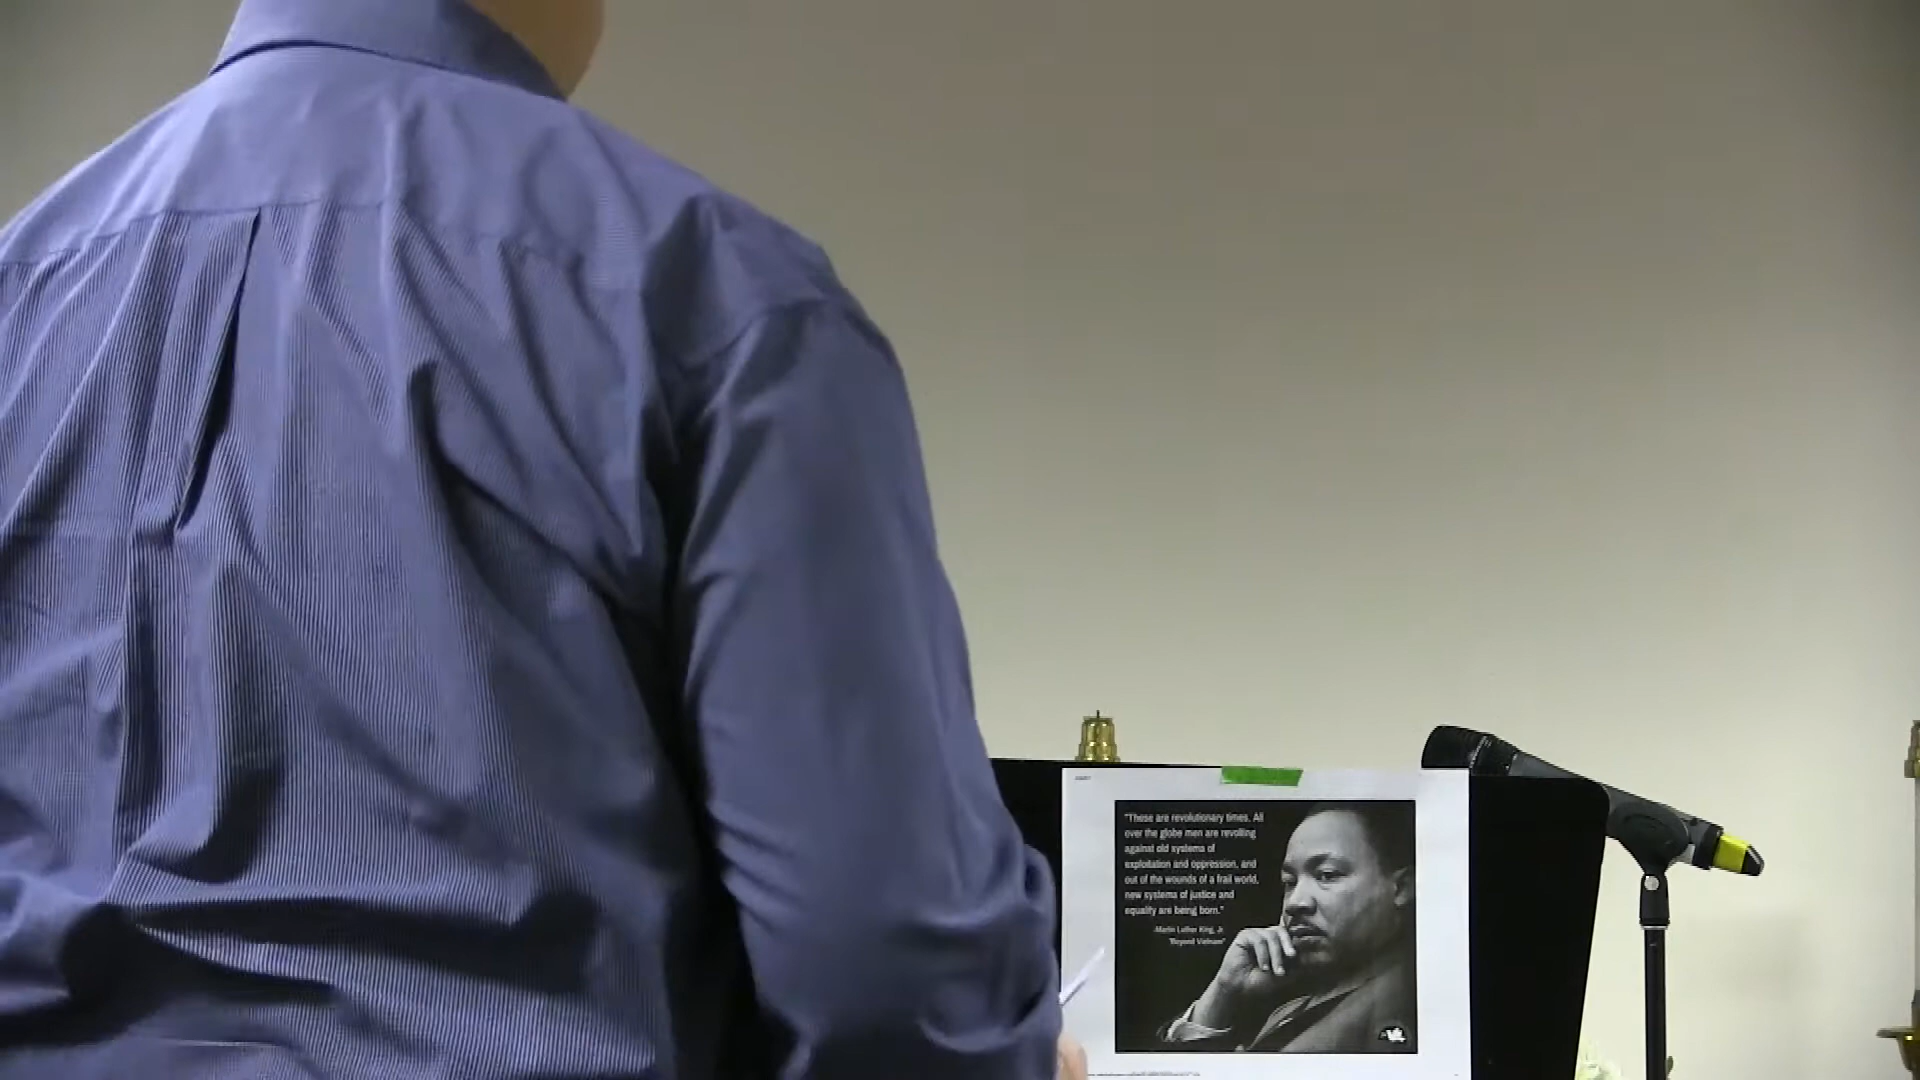 "These are revolutionary times. All
over the globe men are revolting
against old systems of
exploitation and oppression, and
out of the wounds of a frail world,
new systems of justice and
equality are being born."
-Martin Luther King, Jr.
"Beyond Vietnam"